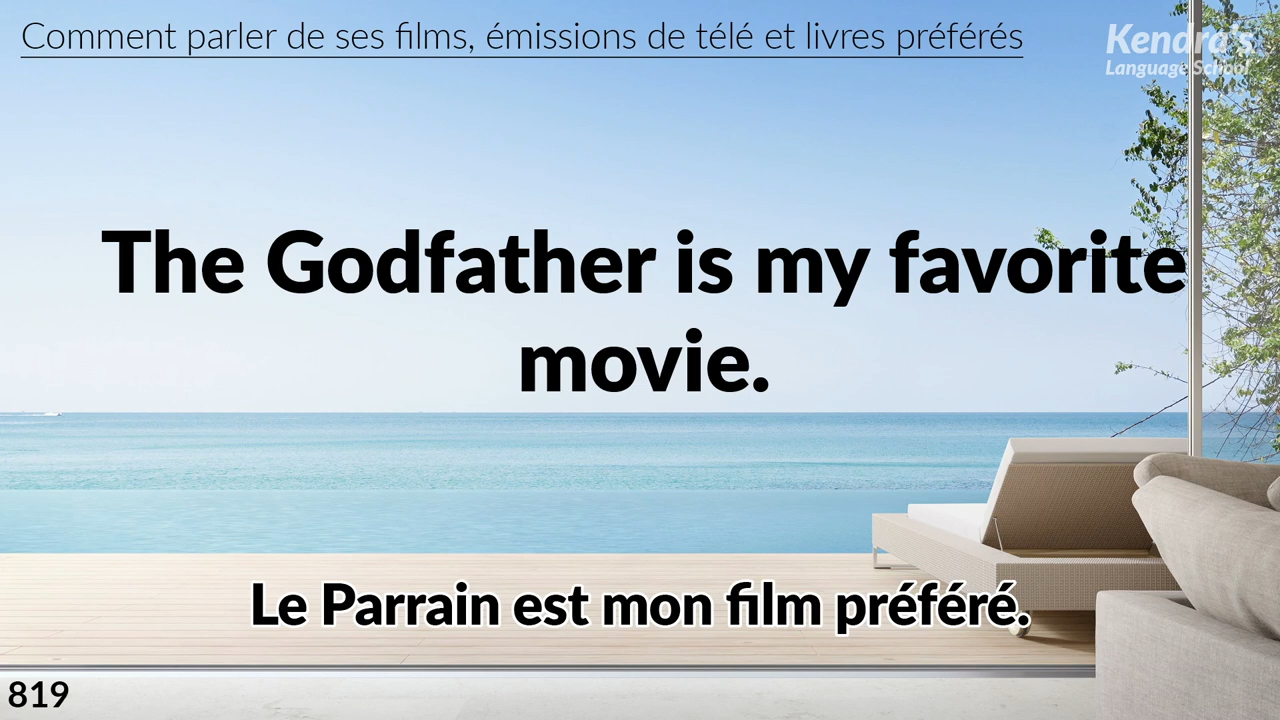 Comment parler de ses films, émissions de télé et livres préférés
Kendra's
Language School
The Godfather is my favorite
movie.
Le Parrain est mon film préféré.
819